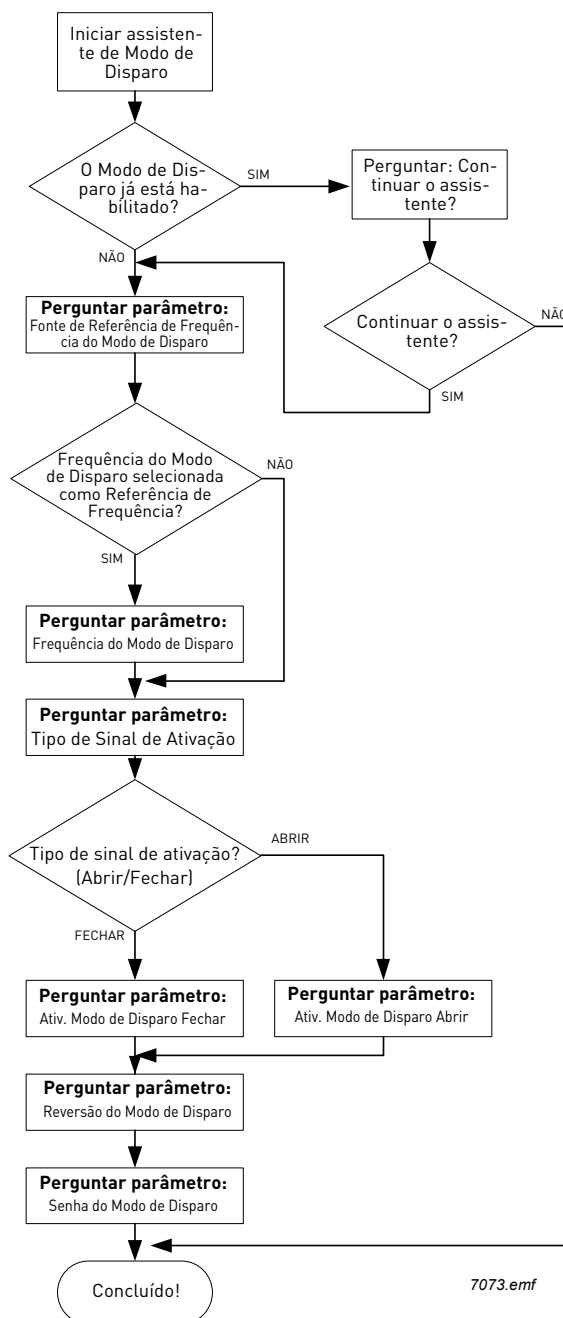 Iniciar assisten-
te de Modo de
Disparo
O Modo de Dis-
paro já está ha-
bilitado?
SIM
Perguntar: Con-
tinuar o assis-
tente?
NÃO
Continuar o assis-
tente?
NÃO
SIM
Perguntar parâmetro:
Fonte de Referência de Frequên-
cia do Modo de Disparo
Frequência do Modo
de Disparo selecionada
como Referência de
Frequência?
NÃO
SIM
Perguntar parâmetro:
Frequência do Modo de Disparo
Perguntar parâmetro:
Tipo de Sinal de Ativação
Tipo de sinal de ativação?
(Abrir/Fechar)
ABRIR
FECHAR
Perguntar parâmetro:
Ativ. Modo de Disparo Fechar
Perguntar parâmetro:
Ativ. Modo de Disparo Abrir
Perguntar parâmetro:
Reversão do Modo de Disparo
Perguntar parâmetro:
Senha do Modo de Disparo
Concluído!
7073.emf